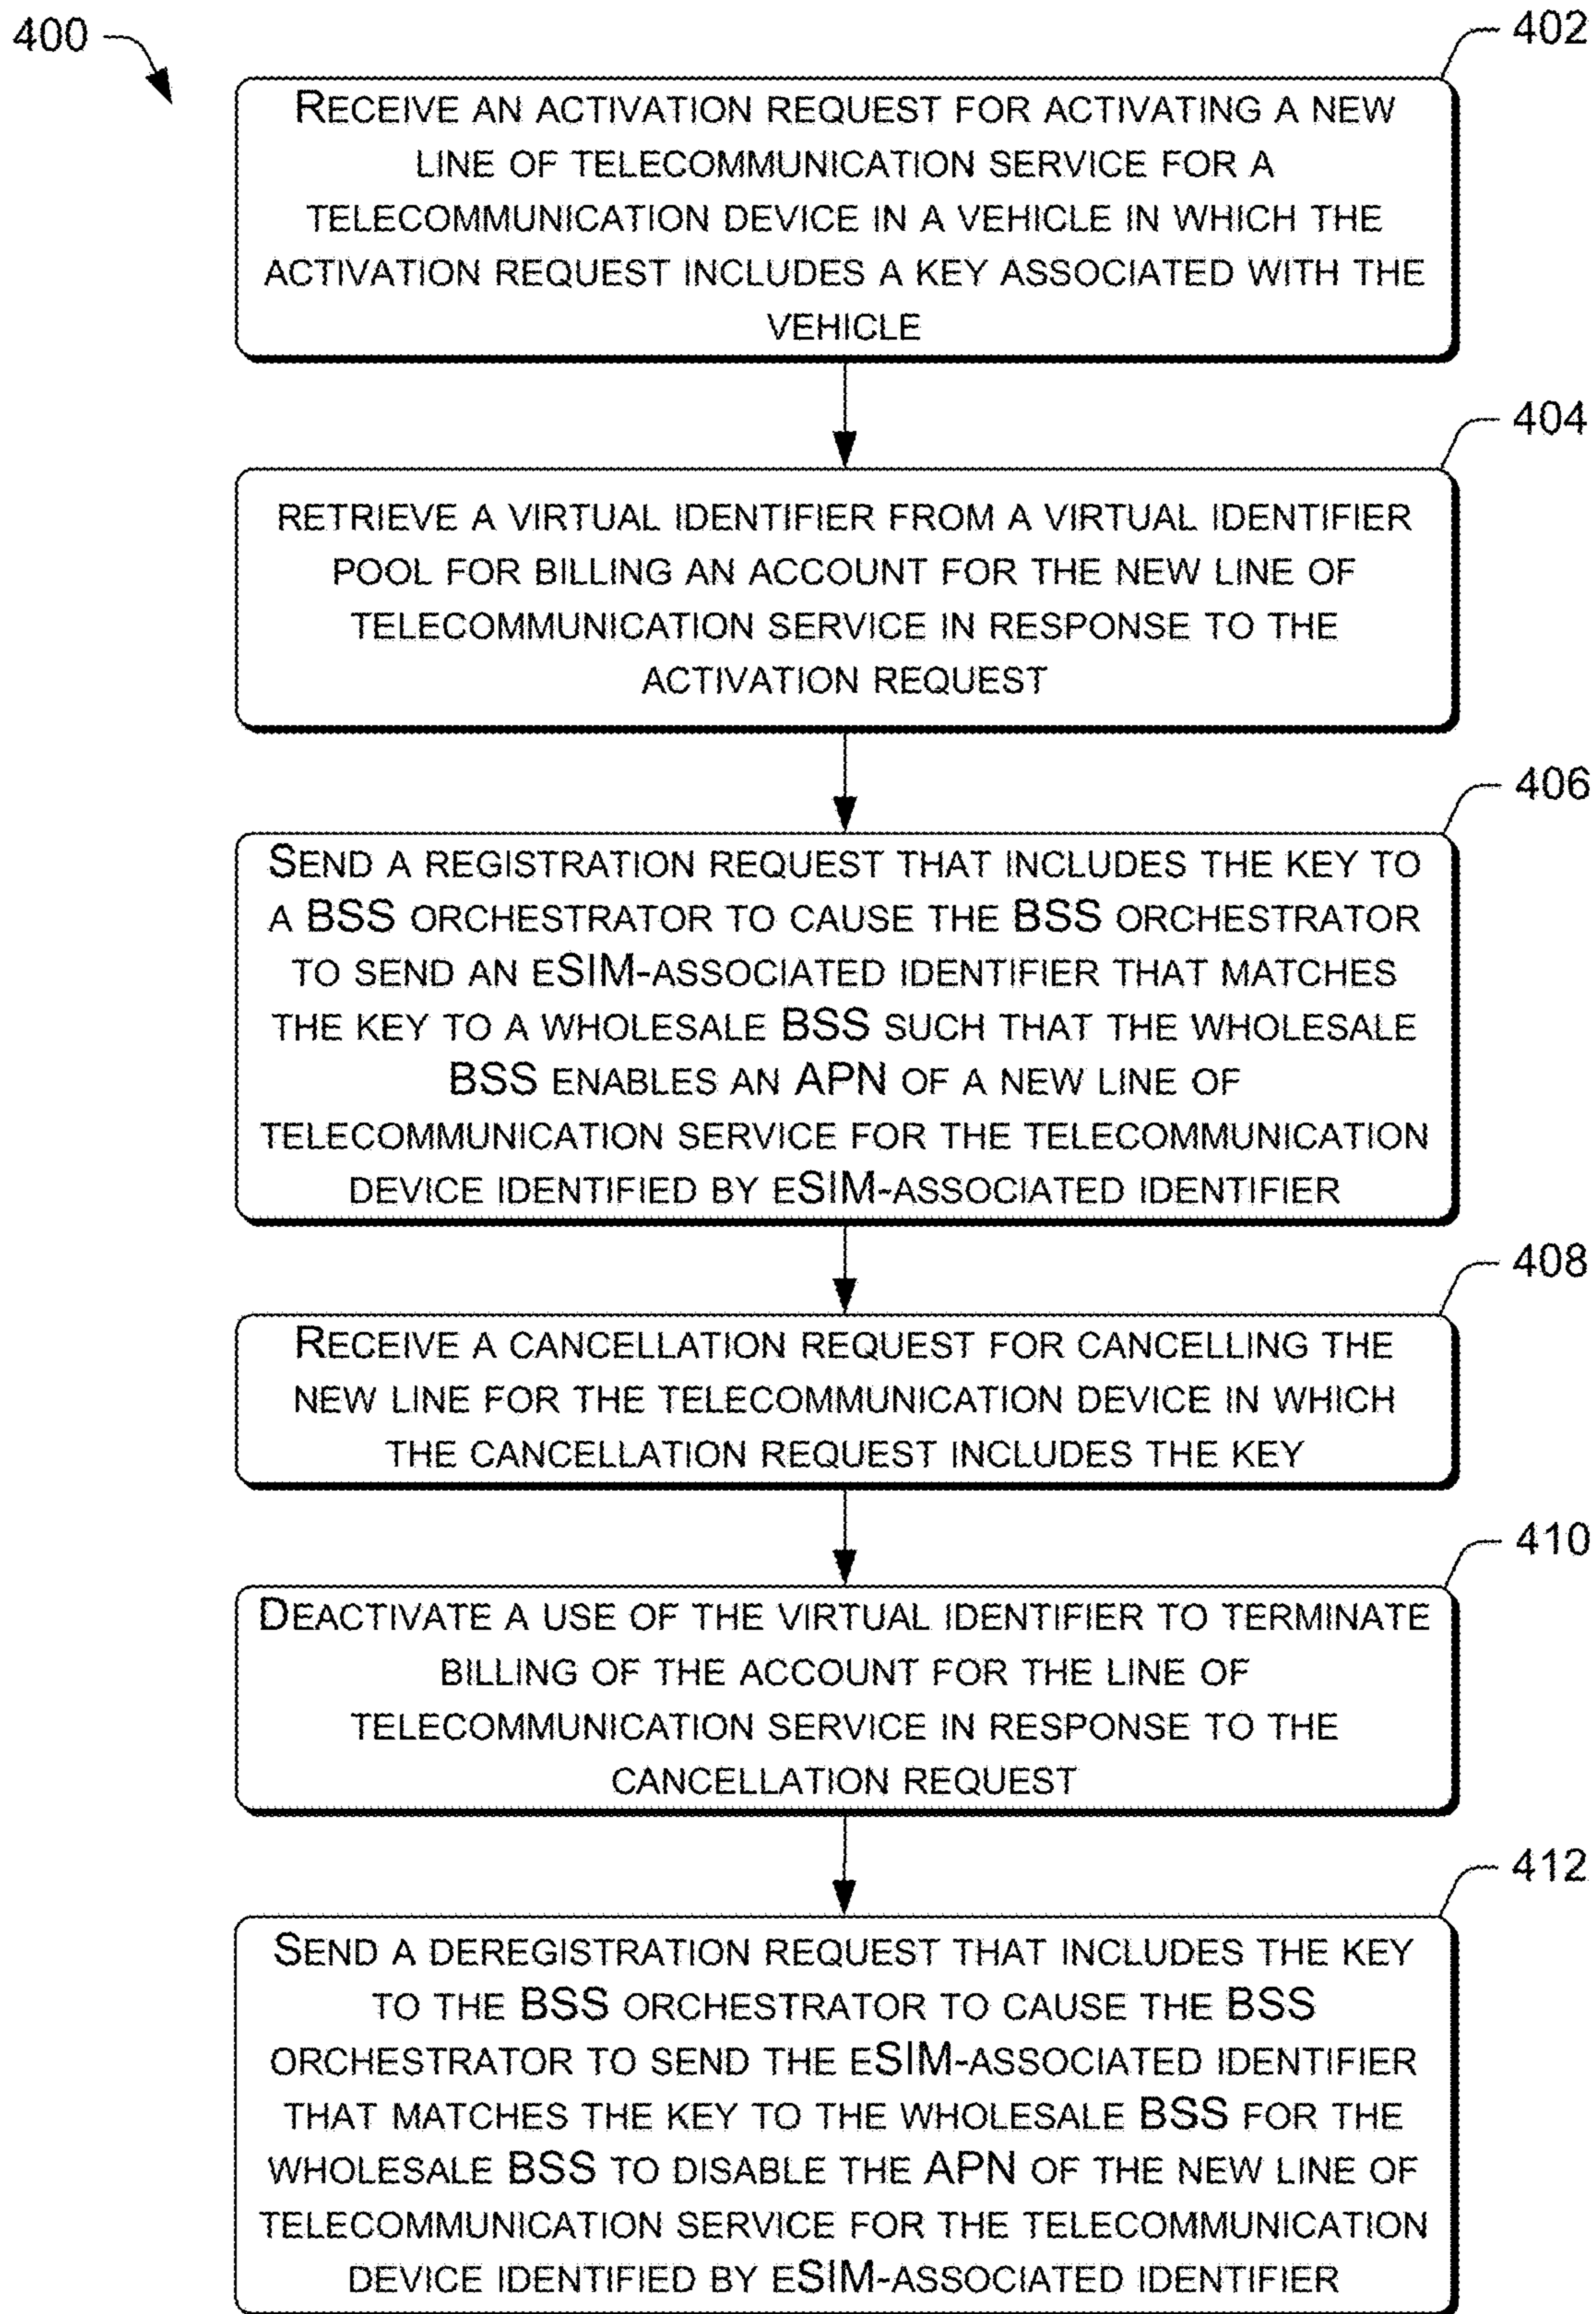 400
402
RECEIVE AN ACTIVATION REQUEST FOR ACTIVATING A NEW
LINE OF TELECOMMUNICATION SERVICE FOR A
TELECOMMUNICATION DEVICE IN A VEHICLE IN WHICH THE
ACTIVATION REQUEST INCLUDES A KEY ASSOCIATED WITH THE
VEHICLE
404
RETRIEVE A VIRTUAL IDENTIFIER FROM A VIRTUAL IDENTIFIER
POOL FOR BILLING AN ACCOUNT FOR THE NEW LINE OF
TELECOMMUNICATION SERVICE IN RESPONSE TO THE
ACTIVATION REQUEST
406
SEND A REGISTRATION REQUEST THAT INCLUDES THE KEY TO
A BSS ORCHESTRATOR TO CAUSE THE BSS ORCHESTRATOR
TO SEND AN ESIM-ASSOCIATED IDENTIFIER THAT MATCHES
THE KEY TO A WHOLESALE BSS SUCH THAT THE WHOLESALE
BSS ENABLES AN APN OF A NEW LINE OF
TELECOMMUNICATION SERVICE FOR THE TELECOMMUNICATION
DEVICE IDENTIFIED BY ESIM-ASSOCIATED IDENTIFIER
408
RECEIVE A CANCELLATION REQUEST FOR CANCELLING THE
NEW LINE FOR THE TELECOMMUNICATION DEVICE IN WHICH
THE CANCELLATION REQUEST INCLUDES THE KEY
410
DEACTIVATE A USE OF THE VIRTUAL IDENTIFIER TO TERMINATE
BILLING OF THE ACCOUNT FOR THE LINE OF
TELECOMMUNICATION SERVICE IN RESPONSE TO THE
CANCELLATION REQUEST
412
SEND A DEREGISTRATION REQUEST THAT INCLUDES THE KEY
TO THE BSS ORCHESTRATOR TO CAUSE THE BSS
ORCHESTRATOR TO SEND THE ESIM-ASSOCIATED IDENTIFIER
THAT MATCHES THE KEY TO THE WHOLESALE BSS FOR THE
WHOLESALE BSS TO DISABLE THE APN OF THE NEW LINE OF
TELECOMMUNICATION SERVICE FOR THE TELECOMMUNICATION
DEVICE IDENTIFIED BY ESIM-ASSOCIATED IDENTIFIER